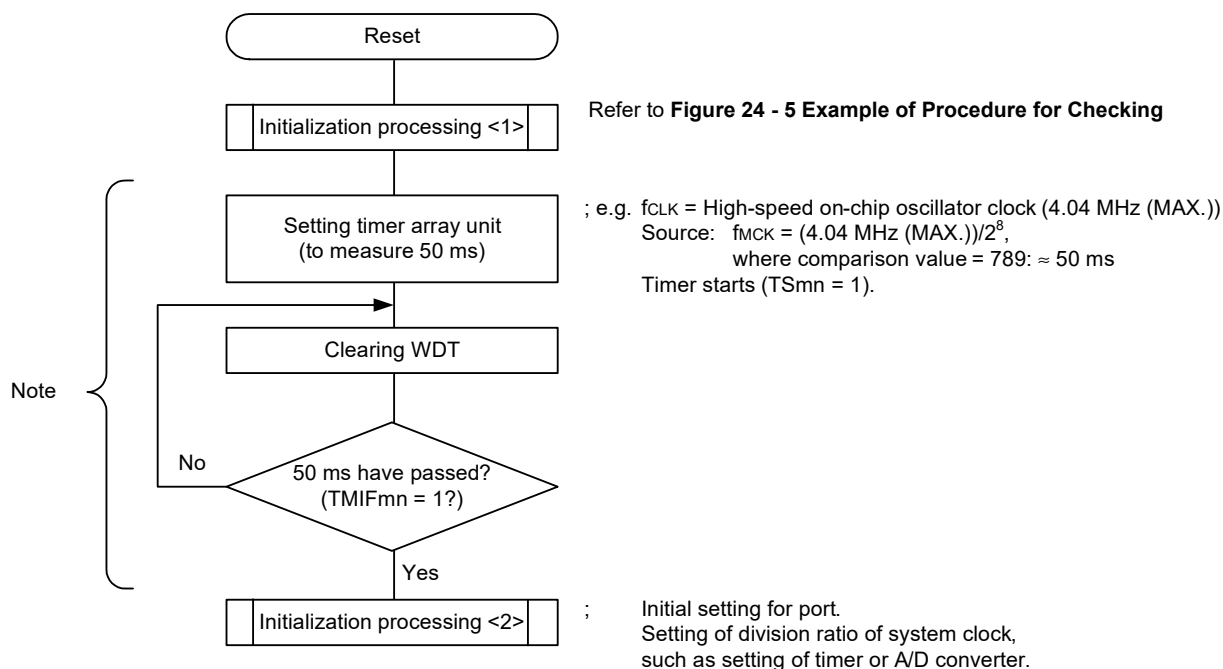 Reset
Initialization processing <1>
Refer to Figure 24 - 5 Example of Procedure for Checking
Setting timer array unit
(to measure 50 ms)
; e.g. fCLK = High-speed on-chip oscillator clock (4.04 MHz (MAX.))
Source: fMCK = (4.04 MHz (MAX.))/2⁸,
where comparison value = 789: ≈ 50 ms
Timer starts (TSmn = 1).
Clearing WDT
Note
No
50 ms have passed?
(TMIFmn = 1?)
Yes
Initialization processing <2>
; Initial setting for port.
Setting of division ratio of system clock,
such as setting of timer or A/D converter.